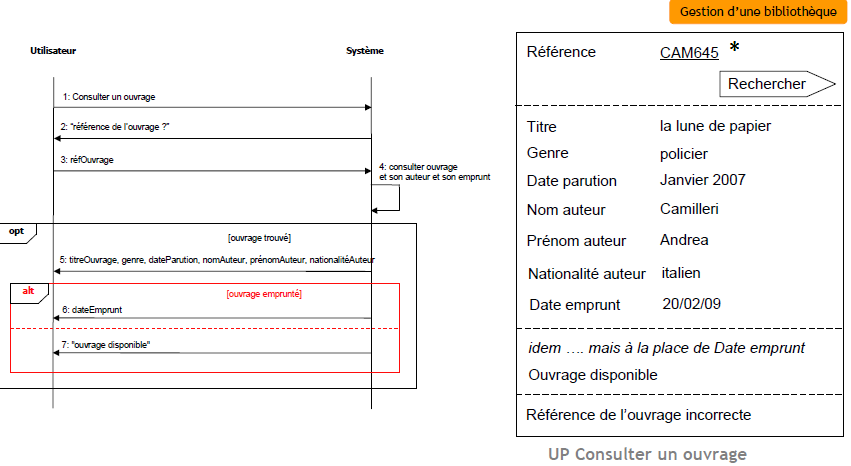 Gestion d'une bibliothèque
Utilisateur
Système
1: Consulter un ouvrage
2: "référence de l'ouvrage ?"
3: réfOuvrage
4: consulter ouvrage
et son auteur et son emprunt
opt
[ouvrage trouvé]
5: titreOuvrage, genre, dateParution, nomAuteur, prénomAuteur, nationalitéAuteur
alt
[ouvrage emprunté]
6: dateEmprunt
7: "ouvrage disponible"
Référence CAM645 *
Rechercher
Titre la lune de papier
Genre policier
Date parution Janvier 2007
Nom auteur Camilleri
Prénom auteur Andrea
Nationalité auteur italien
Date emprunt 20/02/09
idem .... mais à la place de Date emprunt
Ouvrage disponible
Référence de l'ouvrage incorrecte
UP Consulter un ouvrage